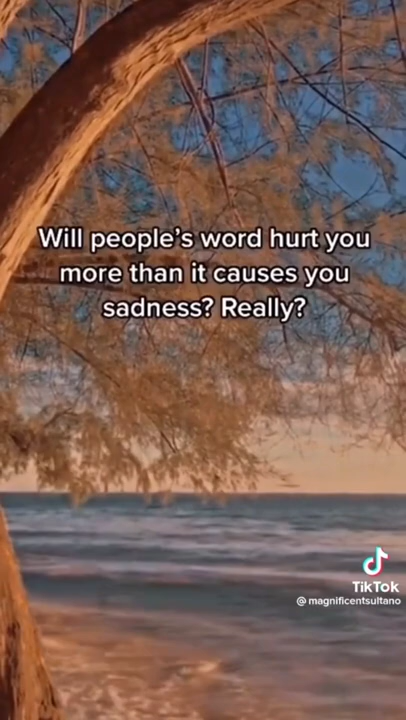 Will people's word hurt you
more than it causes you
sadness? Really?
TikTok
@ magnificentsultano